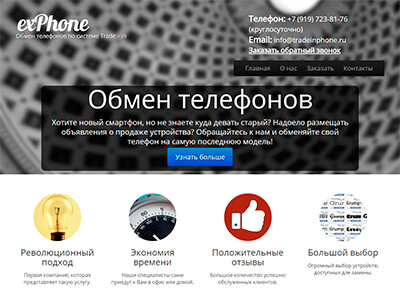 exPhone
Обмен телефонов по системе Trade - in
Телефон: +7 (919) 723-81-76
(круглосуточно)
Email: info@tradeinphone.ru
Заказать обратный звонок
Главная О нас Заказать Контакты
Обмен телефонов
Хотите новый смартфон, но не знаете куда девать старый? Надоело размещать
объявления о продаже устройства? Обращайтесь к нам и обменяйте свой
телефон на самую последнюю модель!
Узнать больше
Революционный
подход
Первая компания, которая
представляет такую услугу.
Экономия
времени
Наши специалисты сами
приедут к Вам в офис или домой.
Положительные
отзывы
Большое количество успешно
обслуженных клиентов.
Большой выбор
Огромный выбор устройств,
доступных для замены.